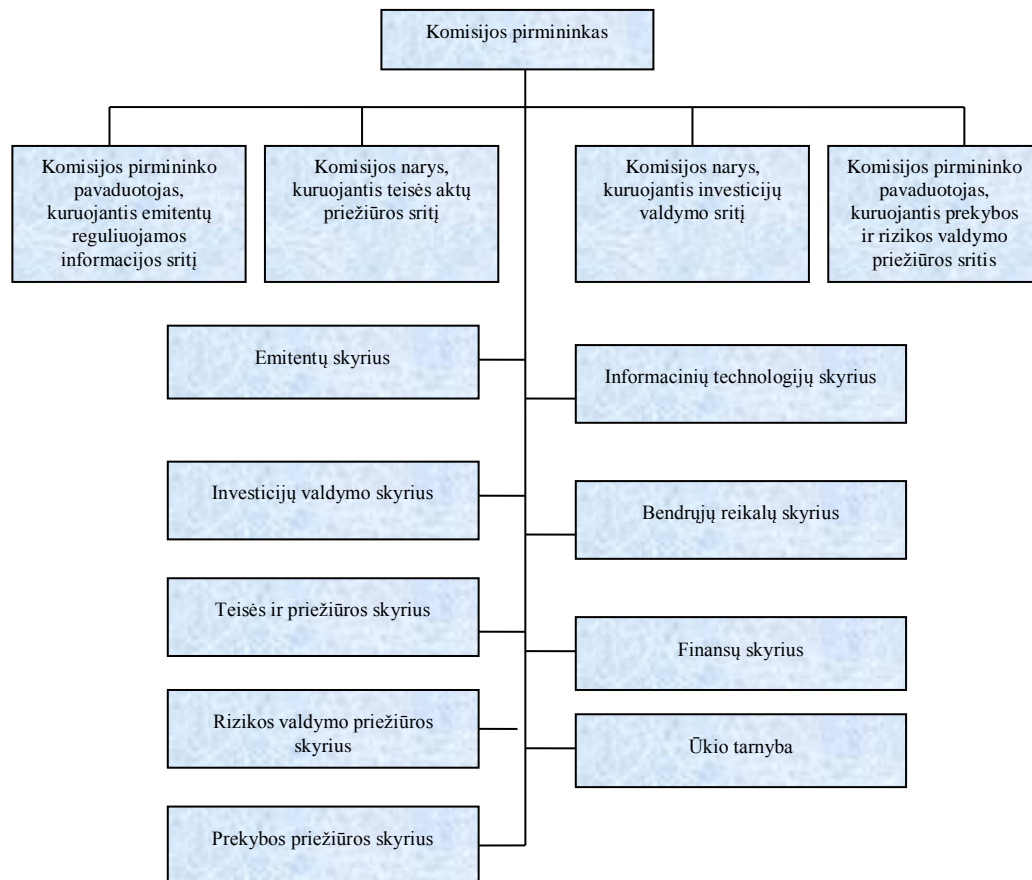 Komisijos pirmininkas
Komisijos pirmininko
pavaduotojas,
kuruojantis emitentų
reguliuojamos
informacijos sritį
Komisijos narys,
kuruojantis teisės aktų
priežiūros sritį
Komisijos narys,
kuruojantis investicijų
valdymo sritį
Komisijos pirmininko
pavaduotojas,
kuruojantis prekybos
ir rizikos valdymo
priežiūros sritis
Emitentų skyrius
Informacinių technologijų skyrius
Investicijų valdymo skyrius
Bendrųjų reikalų skyrius
Teisės ir priežiūros skyrius
Finansų skyrius
Rizikos valdymo priežiūros
skyrius
Ūkio tarnyba
Prekybos priežiūros skyrius